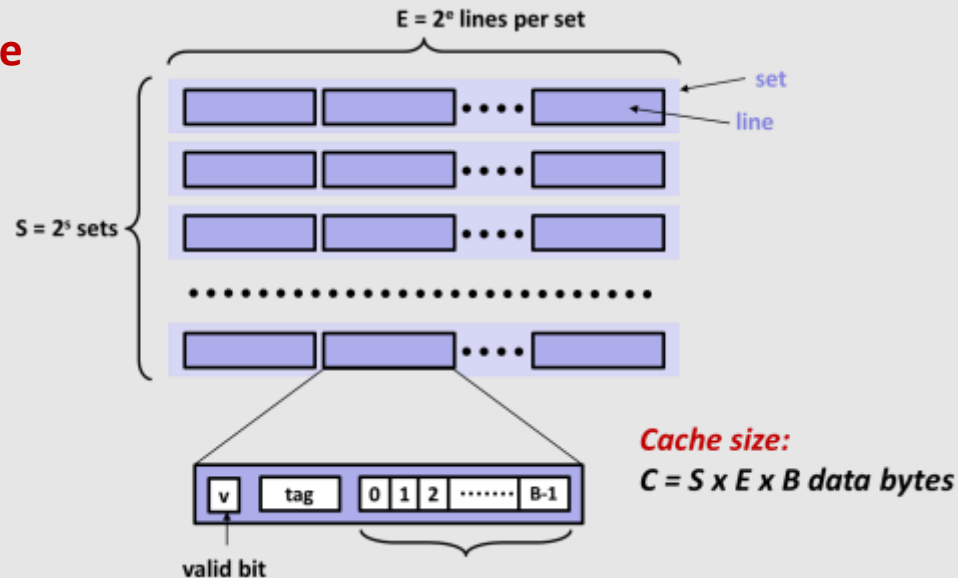 E = 2ᵉ lines per set
e
set
line
S = 2ˢ sets
Cache size:
C = S x E x B data bytes
v tag 0 1 2 ······· B-1
valid bit